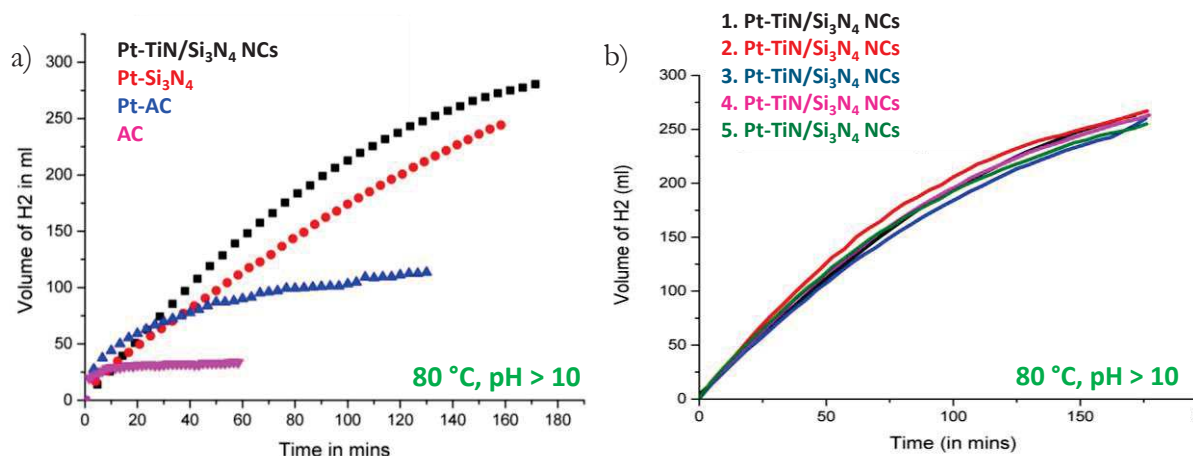 a)
Pt-TiN/Si₃N₄ NCs
Pt-Si₃N₄
Pt-AC
AC
Volume of H2 in ml
300
250
200
150
100
50
0
80 °C, pH > 10
0 20 40 60 80 100 120 140 160 180
Time in mins
b)
1. Pt-TiN/Si₃N₄ NCs
2. Pt-TiN/Si₃N₄ NCs
3. Pt-TiN/Si₃N₄ NCs
4. Pt-TiN/Si₃N₄ NCs
5. Pt-TiN/Si₃N₄ NCs
Volume of H2 (ml)
300
250
200
150
100
50
0
80 °C, pH > 10
0 50 100 150
Time (in mins)